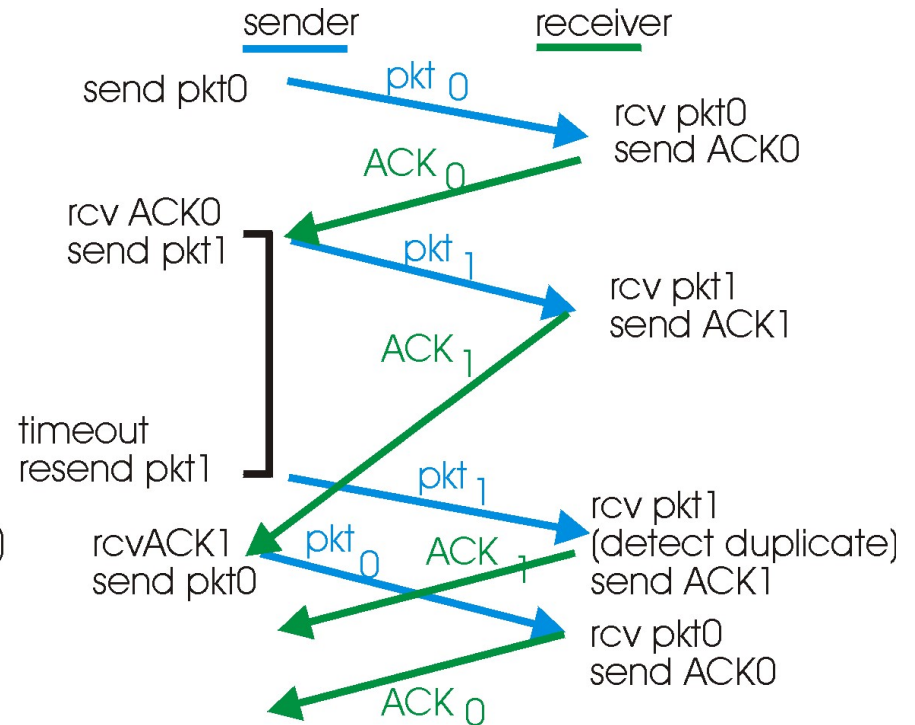 sender
receiver
send pkt0
pkt 0
rcv pkt0
send ACK0
ACK 0
rcv ACK0
send pkt1
pkt 1
rcv pkt1
send ACK1
ACK 1
timeout
resend pkt1
pkt 1
rcv pkt1
(detect duplicate)
send ACK1
)
rcvACK1
send pkt0
pkt 0
ACK 1
rcv pkt0
send ACK0
ACK 0